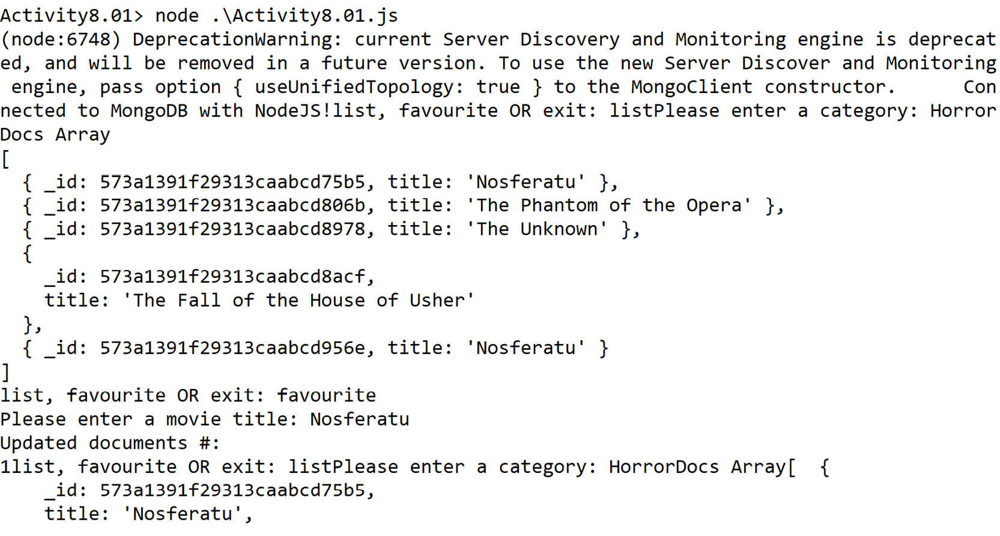 Activity8.01> node .\Activity8.01.js
(node:6748) DeprecationWarning: current Server Discovery and Monitoring engine is deprecat
ed, and will be removed in a future version. To use the new Server Discover and Monitoring
 engine, pass option { useUnifiedTopology: true } to the MongoClient constructor.      Con
nected to MongoDB with NodeJS!list, favourite OR exit: listPlease enter a category: Horror
Docs Array
[
  { _id: 573a1391f29313caabcd75b5, title: 'Nosferatu' },
  { _id: 573a1391f29313caabcd806b, title: 'The Phantom of the Opera' },
  { _id: 573a1391f29313caabcd8978, title: 'The Unknown' },
  {
    _id: 573a1391f29313caabcd8acf,
    title: 'The Fall of the House of Usher'
  },
  { _id: 573a1391f29313caabcd956e, title: 'Nosferatu' }
]
list, favourite OR exit: favourite
Please enter a movie title: Nosferatu
Updated documents #:
1list, favourite OR exit: listPlease enter a category: HorrorDocs Array[  {
    _id: 573a1391f29313caabcd75b5,
    title: 'Nosferatu',